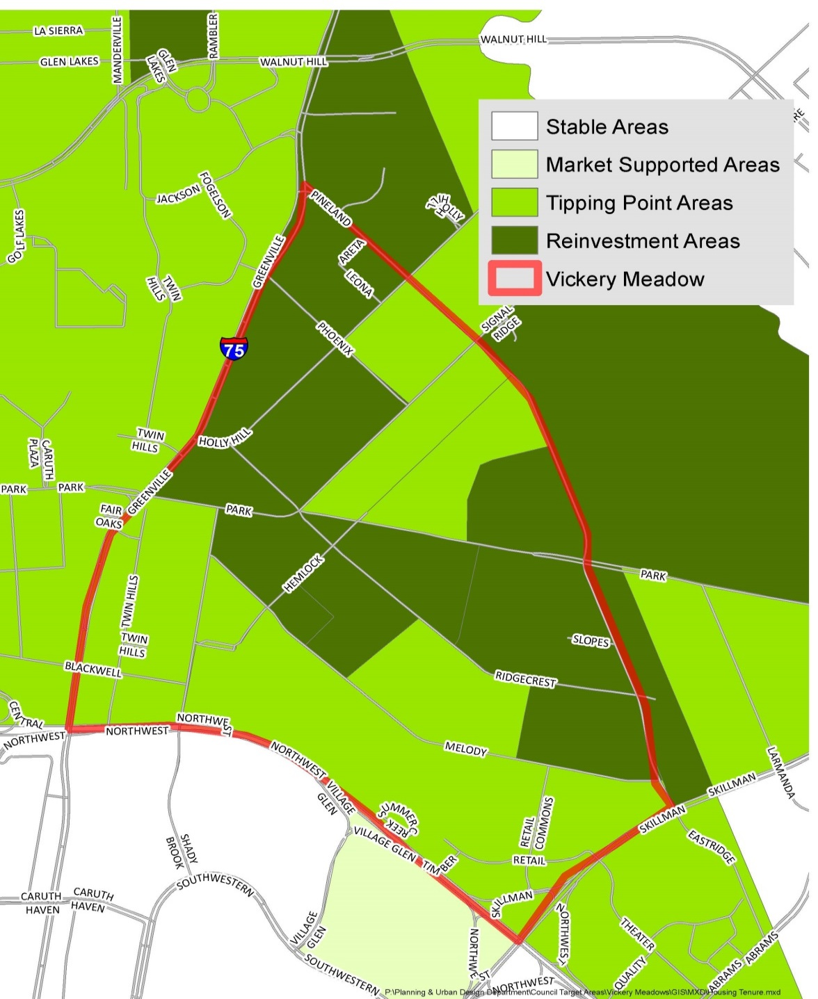 LA SIERRA
MANDERVILLE
RAMBLER
WALNUT HILL
GLEN LAKES
GLEN
LAKES
WALNUT HILL
Stable Areas
Market Supported Areas
Tipping Point Areas
Reinvestment Areas
Vickery Meadow
JACKSON
FOGELSON
PINELAND
HOLLY
HILL
GOLF LAKES
GREENVILLE
ARETA
LEONA
TWIN
HILLS
PHOENIX
SIGNAL
RIDGE
75
TWIN
HILLS
HOLLY HILL
CARUTH
PLAZA
PARK
PARK
GREENVILLE
FAIR
OAKS
PARK
HEMLOCK
PARK
TWIN HILLS
TWIN
HILLS
SLOPES
BLACKWELL
RIDGECREST
CENTRAL
NORTHWEST
NORTHWEST
NORTHWEST
MELODY
NORTHWEST
LARMANDA
SKILLMAN
VILLAGE
GLEN
SUMMER
CREEK
RETAIL
COMMONS
SKILLMAN
VILLAGE GLEN
TIMBER
RETAIL
EASTRIDGE
SHADY
BROOK
SOUTHWESTERN
CARUTH
HAVEN
CARUTH
HAVEN
SKILLMAN
NORTHWEST
VILLAGE
GLEN
NORTHWEST
THEATER
QUALITY
ABRAMS
ABRAMS
SOUTHWESTERN
NORTHWEST
P:\Planning & Urban Design Department\Council Target Areas\Vickery Meadows\GIS\MXD\Housing Tenure.mxd